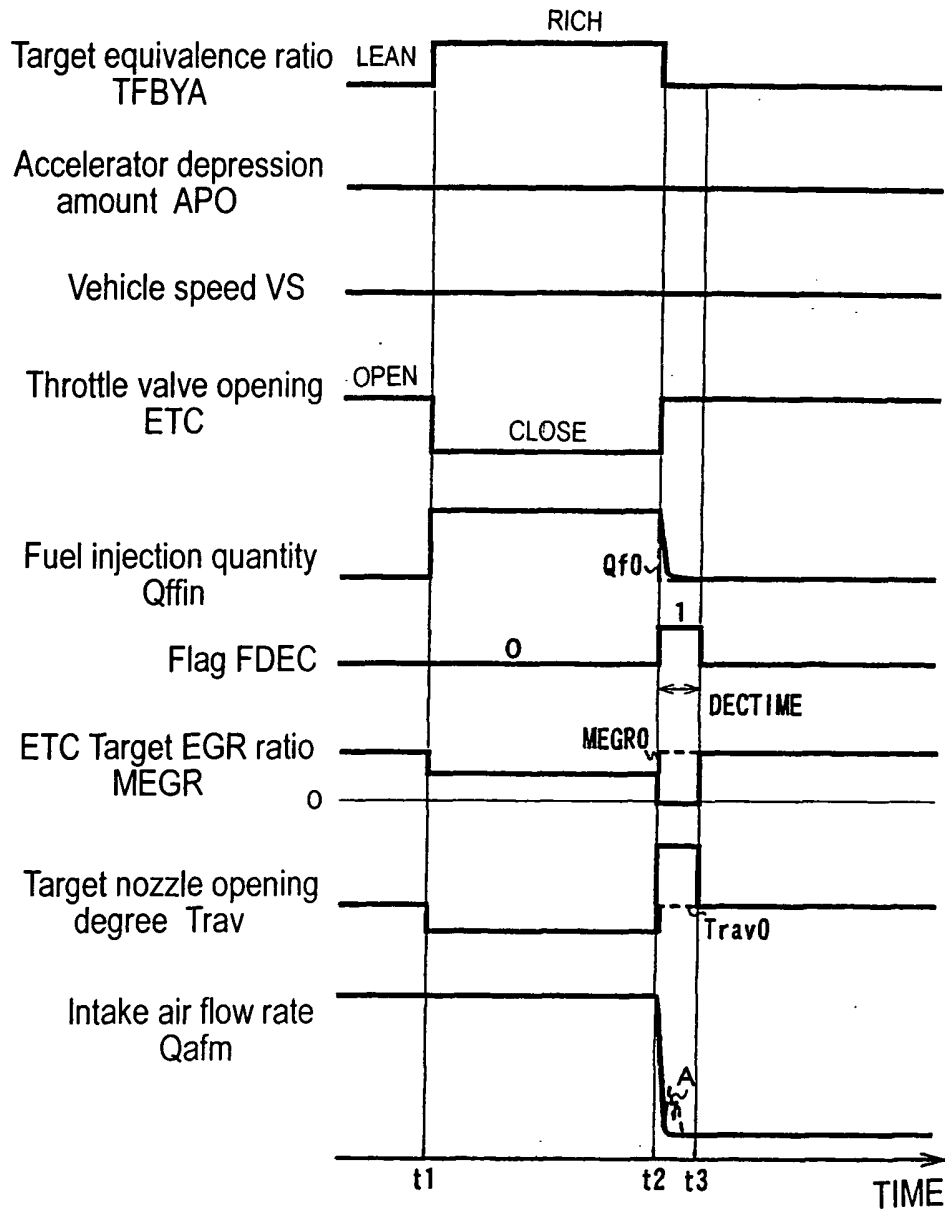 RICH
Target equivalence ratio LEAN
TFBYA
Accelerator depression
amount APO
Vehicle speed VS
OPEN
Throttle valve opening
ETC
CLOSE
Fuel injection quantity
Qffin
Qf0
1
0
Flag FDEC
DECTIME
ETC Target EGR ratio
MEGR
MEGR0
0
Target nozzle opening
degree Trav
Trav0
Intake air flow rate
Qafm
A
t1 t2 t3
TIME